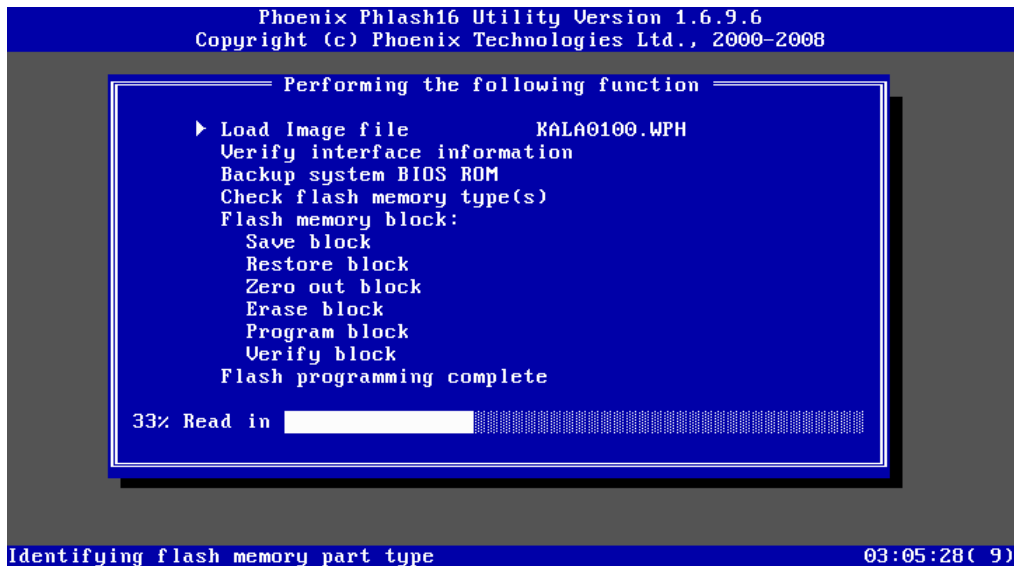 Phoenix Phlash16 Utility Version 1.6.9.6
Copyright (c) Phoenix Technologies Ltd., 2000-2008
Performing the following function
Load Image file KALA0100.WPH
Verify interface information
Backup system BIOS ROM
Check flash memory type(s)
Flash memory block:
Save block
Restore block
Zero out block
Erase block
Program block
Verify block
Flash programming complete
33% Read in
Identifying flash memory part type 03:05:28( 9)